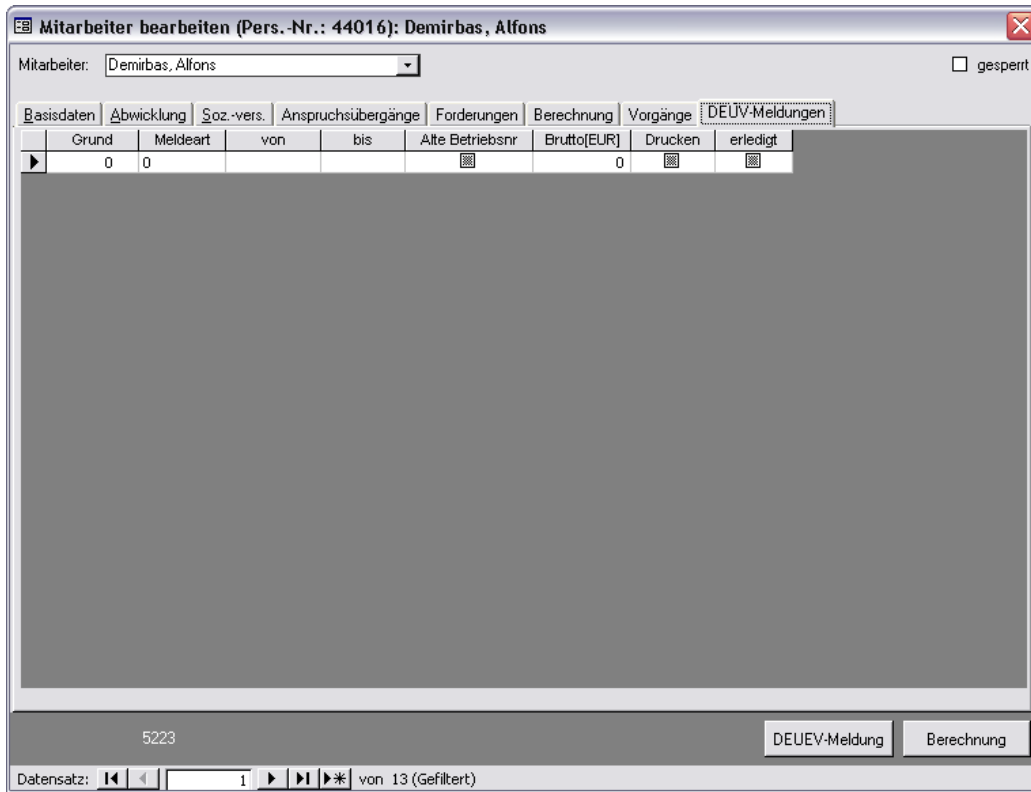 Mitarbeiter bearbeiten (Pers.-Nr.: 44016): Demirbas, Alfons
Mitarbeiter: Demirbas, Alfons gesperrt
Basisdaten Abwicklung Soz.-vers. Anspruchsübergänge Forderungen Berechnung Vorgänge DEÜV-Meldungen
Grund Meldeart von bis Alte Betriebsnr Brutto[EUR] Drucken erledigt
0 0 0
5223 DEUEV-Meldung Berechnung
Datensatz: 1 von 13 (Gefiltert)